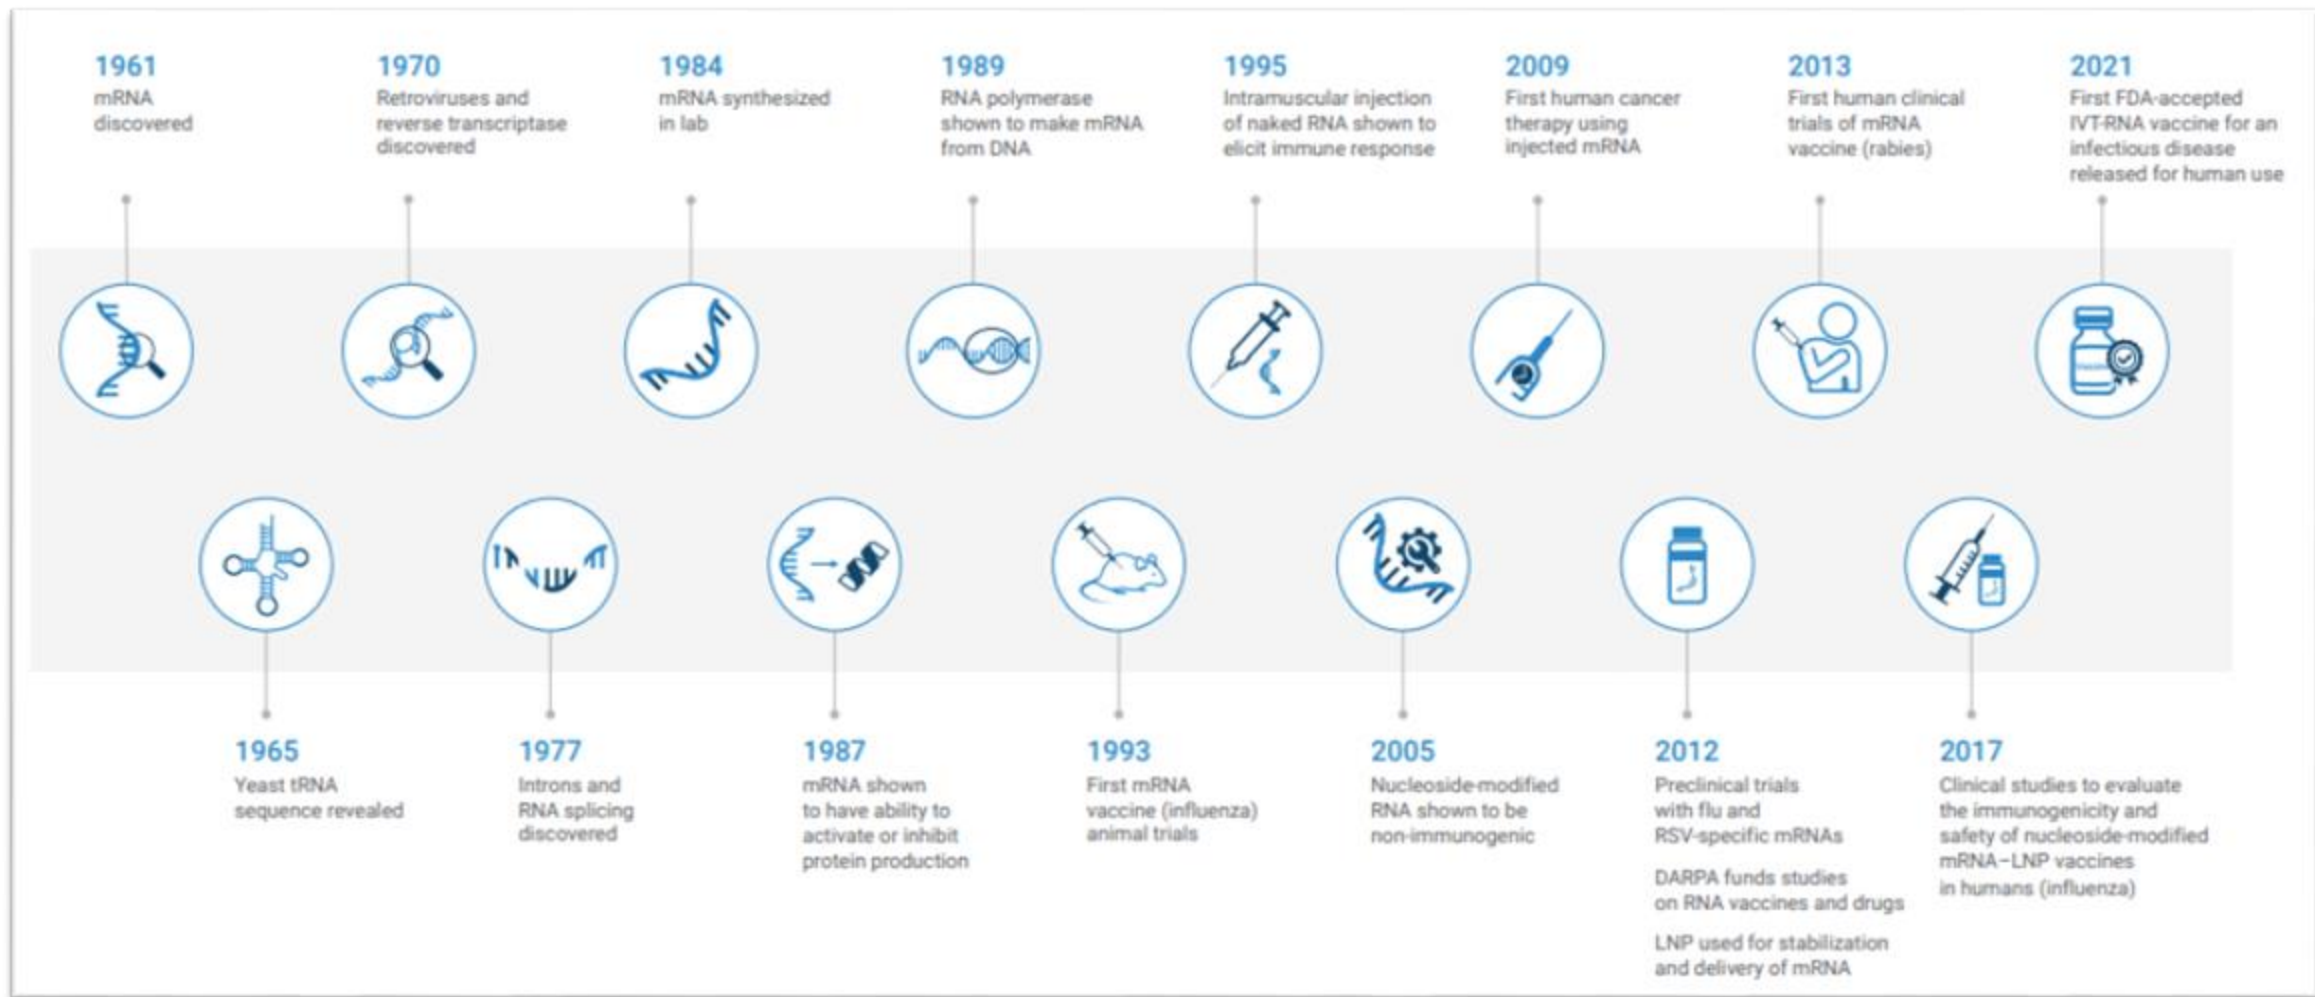 1961
mRNA
discovered
1970
Retroviruses and
reverse transcriptase
discovered
1984
mRNA synthesized
in lab
1989
RNA polymerase
shown to make mRNA
from DNA
1995
Intramuscular injection
of naked RNA shown to
elicit immune response
2009
First human cancer
therapy using
injected mRNA
2013
First human clinical
trials of mRNA
vaccine (rabies)
2021
First FDA-accepted
IVT-RNA vaccine for an
infectious disease
released for human use
1965
Yeast tRNA
sequence revealed
1977
Introns and
RNA splicing
discovered
1987
mRNA shown
to have ability to
activate or inhibit
protein production
1993
First mRNA
vaccine (influenza)
animal trials
2005
Nucleoside-modified
RNA shown to be
non-immunogenic
2012
Preclinical trials
with flu and
RSV-specific mRNAs
DARPA funds studies
on RNA vaccines and drugs
LNP used for stabilization
and delivery of mRNA
2017
Clinical studies to evaluate
the immunogenicity and
safety of nucleoside-modified
mRNA–LNP vaccines
in humans (influenza)